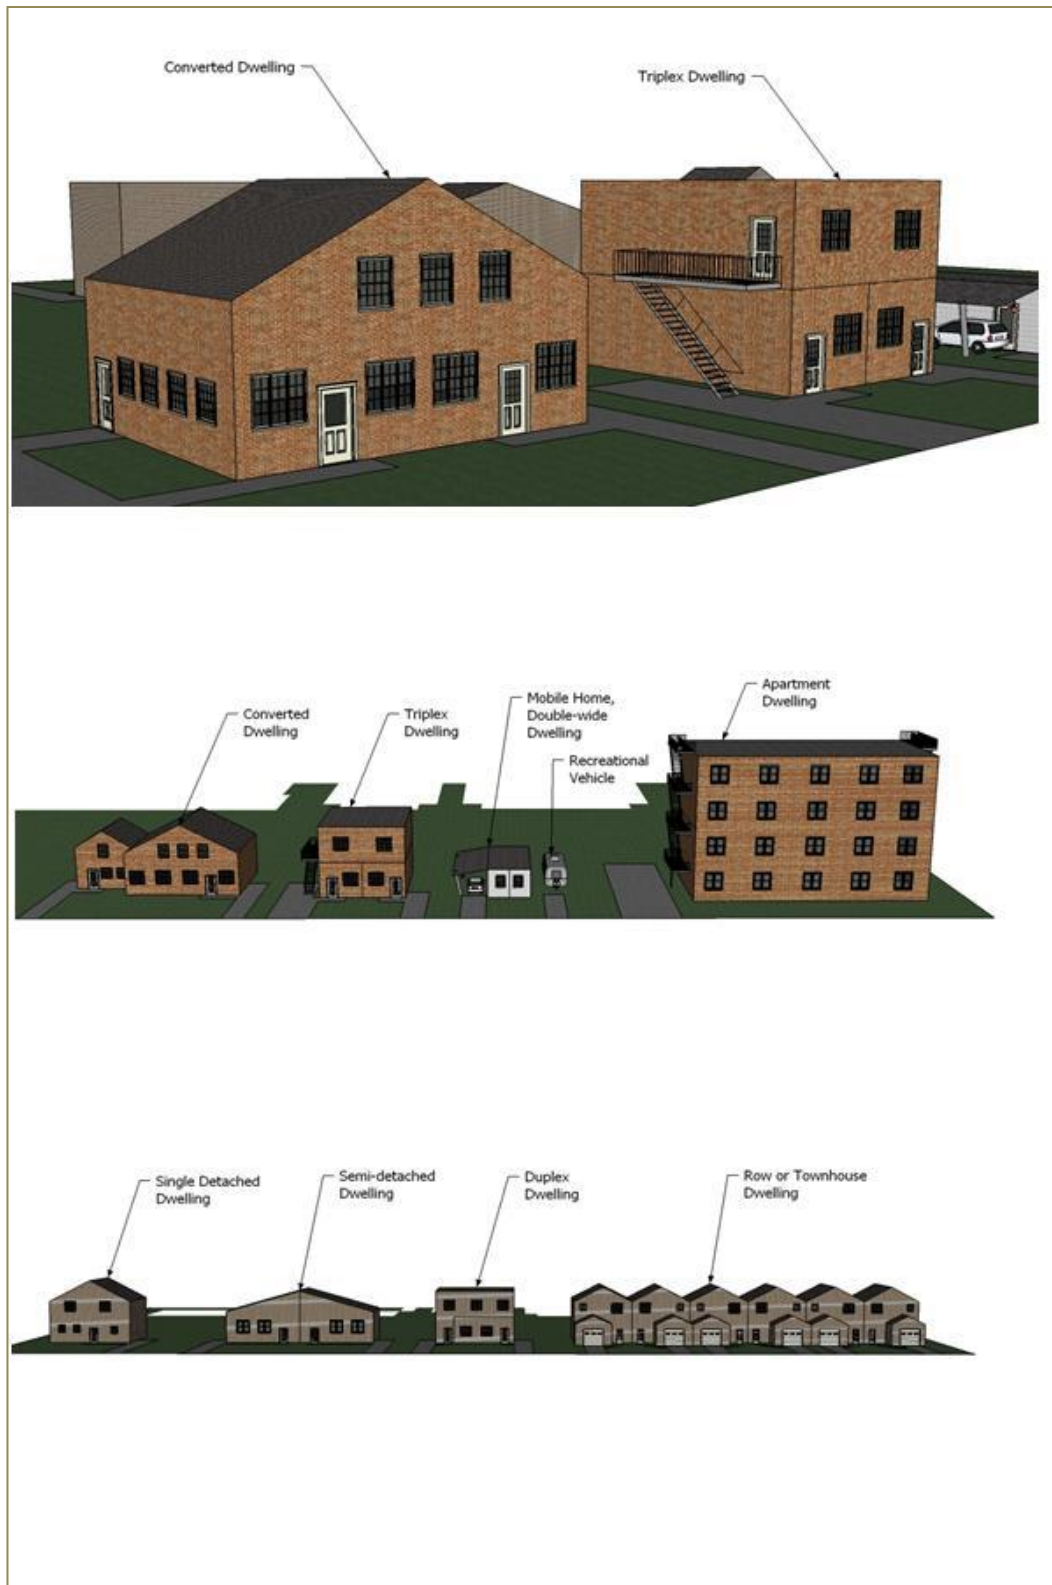 Converted Dwelling
Triplex Dwelling
Converted
Dwelling
Triplex
Dwelling
Mobile Home,
Double-wide
Dwelling
Recreational
Vehicle
Apartment
Dwelling
Single Detached
Dwelling
Semi-detached
Dwelling
Duplex
Dwelling
Row or Townhouse
Dwelling